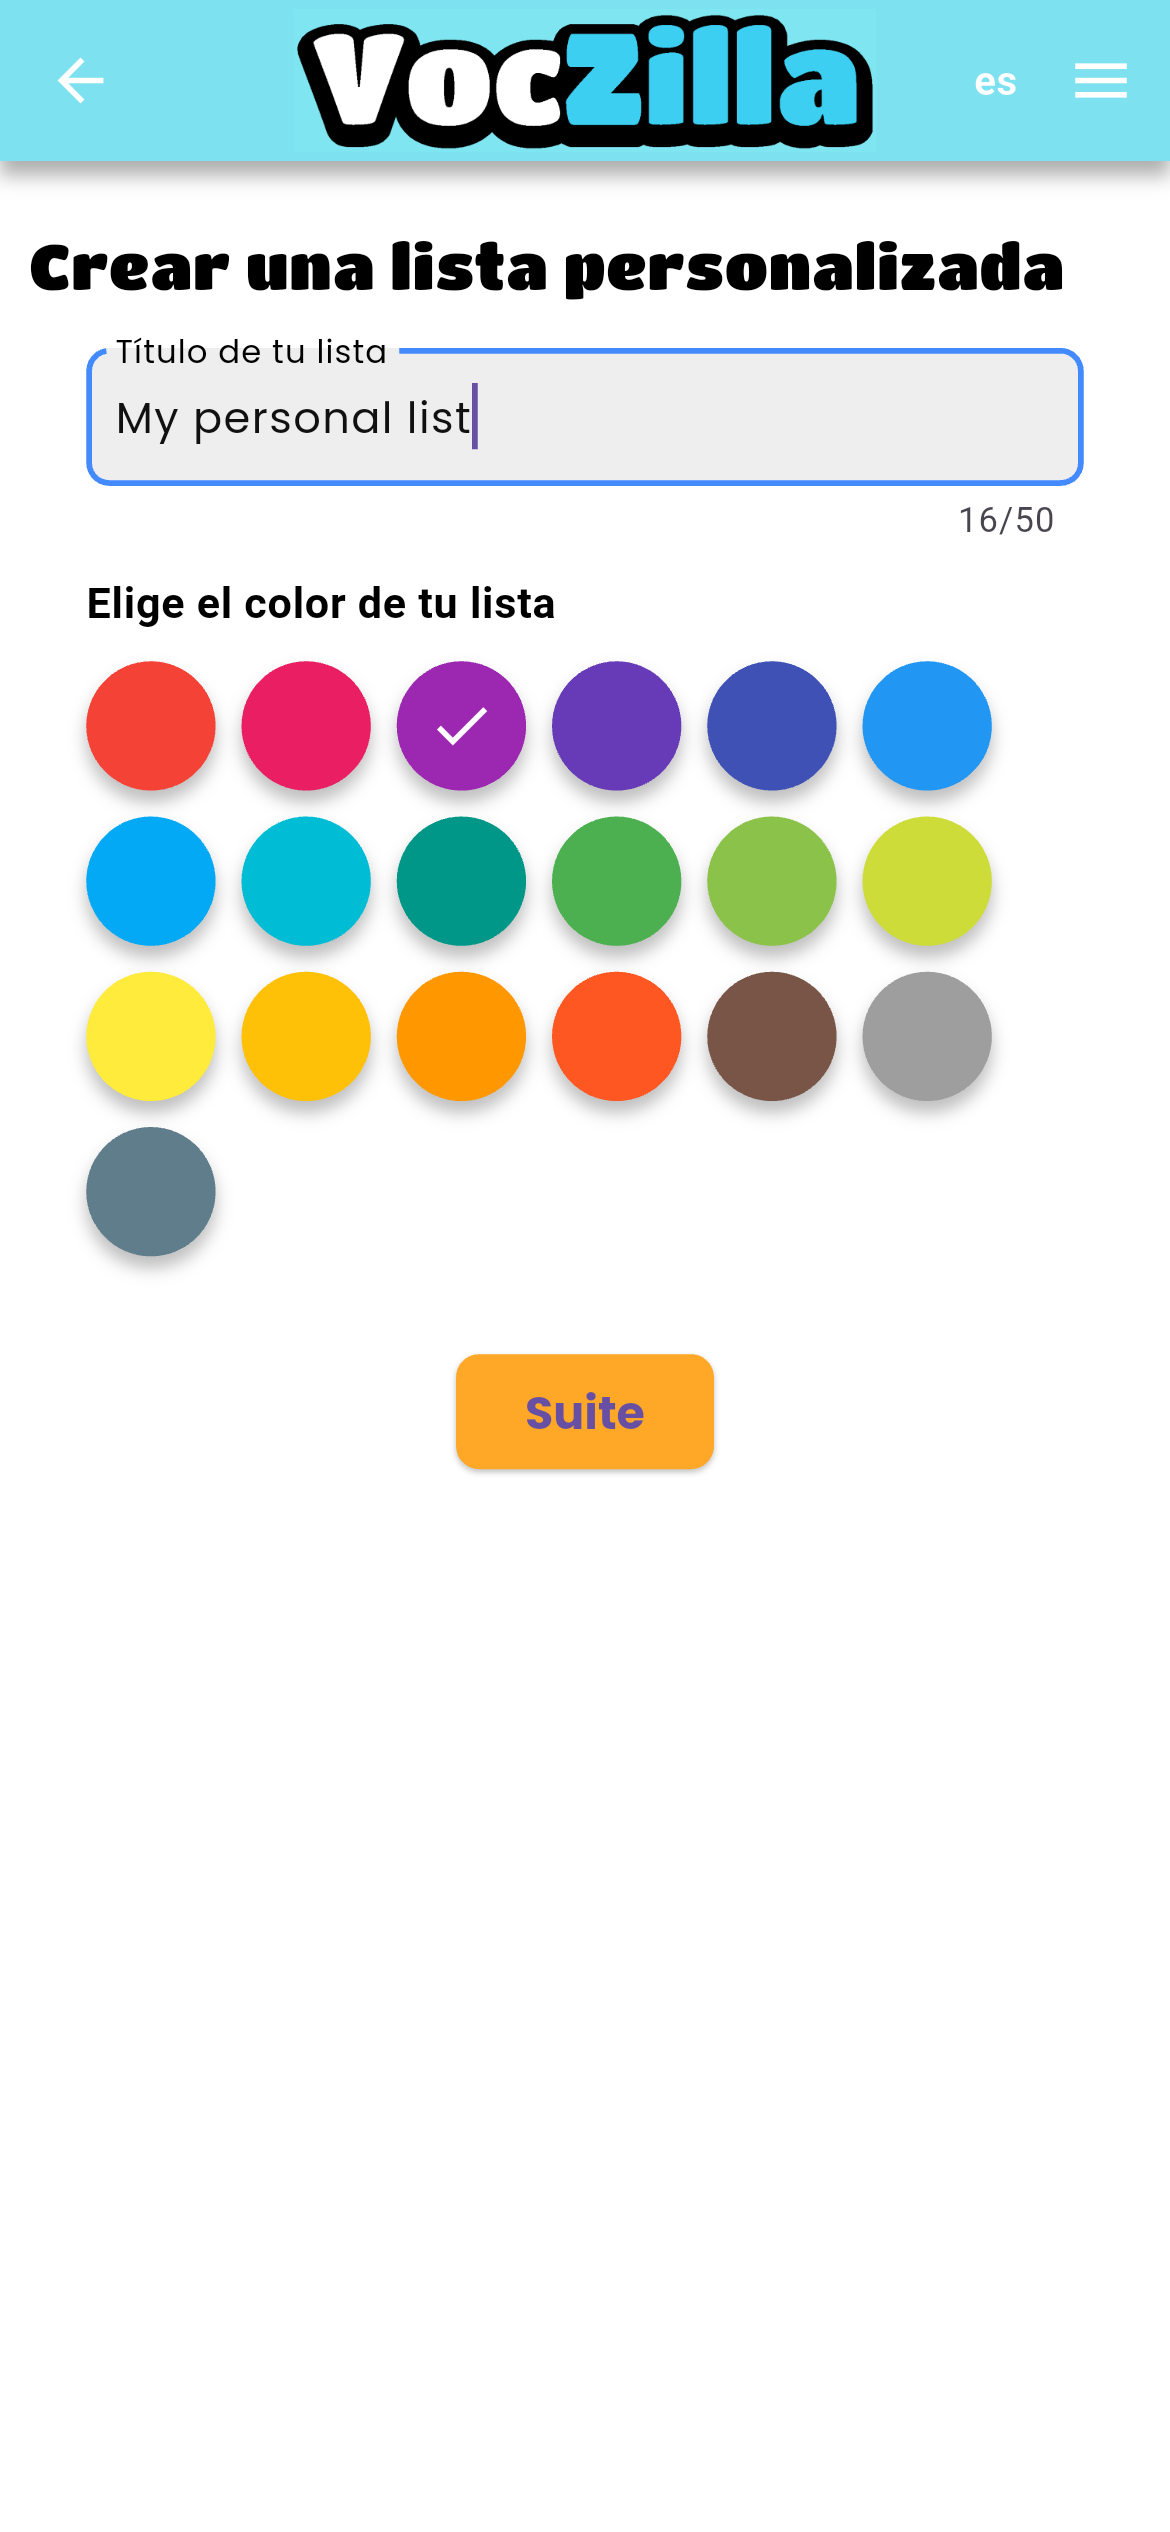 VocZilla
es
Crear una lista personalizada
Título de tu lista
My personal list
16/50
Elige el color de tu lista
Suite